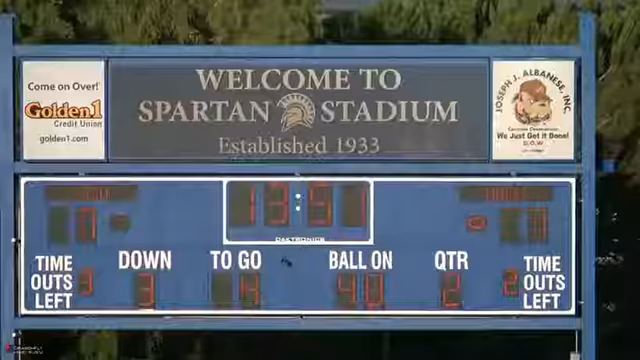 WELCOME TO
SPARTAN STADIUM
Established 1933
Come on Over!
Golden1
Credit Union
golden1.com
JOSEPH J. ALBANESE, INC.
We Just Get it Done!
13:51
DAKTRONICS
TIME OUTS LEFT 3
DOWN 3
TO GO 4
BALL ON 40
QTR 2
2 TIME OUTS LEFT